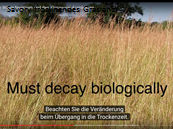 Must decay biologically
Beachten Sie die Veränderung
beim Übergang in die Trockenzeit.